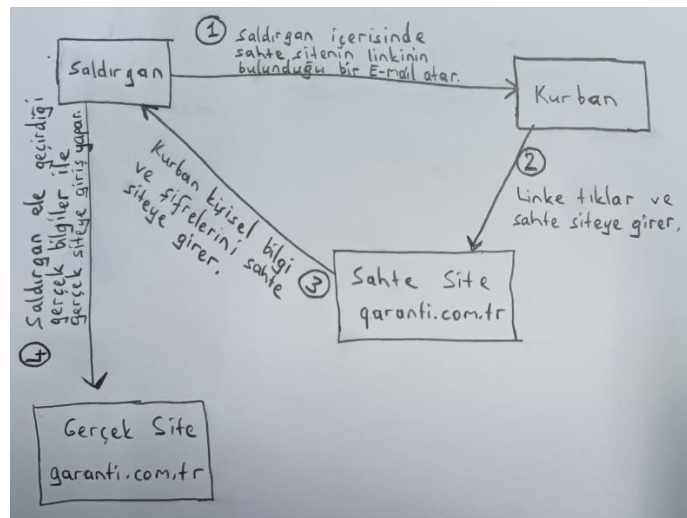 ① Saldırgan içerisinde
sahte sitenin linkinin
bulunduğu bir E-mail atar.
Saldırgan
Kurban
②
Linke tıklar ve
sahte siteye girer.
Kurban kişisel bilgi
ve şifrelerini sahte
siteye girer.
③
Sahte Site
qaranti.com.tr
④ Saldırgan ele geçirdiği
gerçek bilgiler ile
gerçek siteye giriş yapar.
Gerçek Site
garanti.com.tr